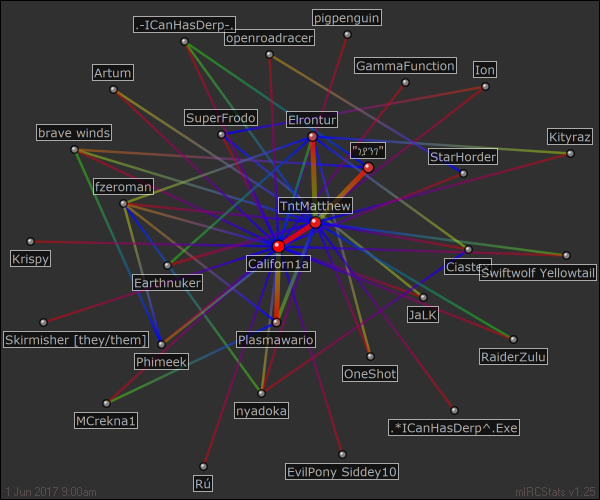 pigpenguin
.-ICanHasDerp-.
openroadracer
GammaFunction
Ion
Artum
SuperFrodo
Elrontur
brave winds
Kityraz
StarHorder
fzeroman
TntMatthew
Krispy
Californ1a
Ciastex
Swiftwolf Yellowtail
Earthnuker
JaLK
Skirmisher [they/them]
Plasmawario
Phimeek
RaiderZulu
OneShot
MCrekna1
nyadoka
.*ICanHasDerp^.Exe
EvilPony Siddey10
Rú
1 Jun 2017 9:00am
mIRCStats v1.25